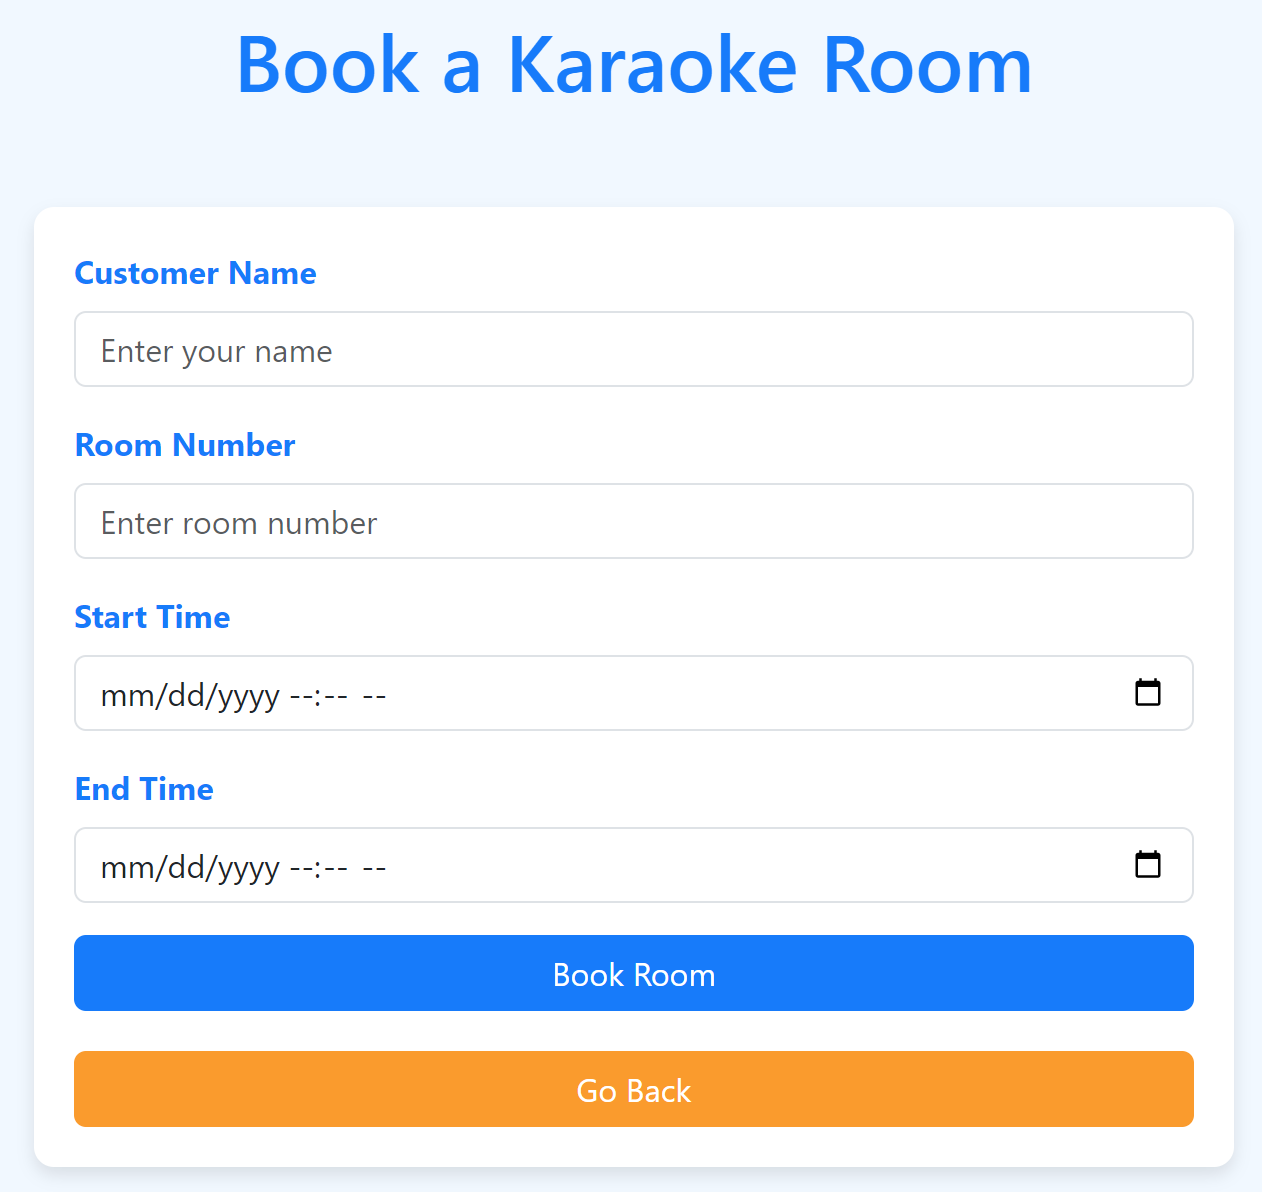 Book a Karaoke Room
Customer Name
Enter your name
Room Number
Enter room number
Start Time
mm/dd/yyyy --:-- --
End Time
mm/dd/yyyy --:-- --
Book Room
Go Back